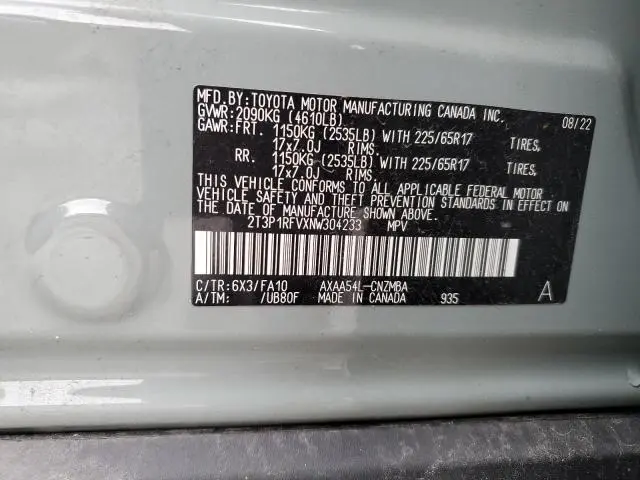 MFD.BY:TOYOTA MOTOR MANUFACTURING CANADA INC. 08/22
GVWR:2090KG (4610LB)
GAWR:FRT. 1150KG (2535LB) WITH 225/65R17 TIRES,
17x7.0J RIMS.
RR. 1150KG (2535LB) WITH 225/65R17 TIRES,
17x7.0J RIMS.
THIS VEHICLE CONFORMS TO ALL APPLICABLE FEDERAL MOTOR
VEHICLE SAFETY AND THEFT PREVENTION STANDARDS IN EFFECT ON
THE DATE OF MANUFACTURE SHOWN ABOVE.
2T3P1RFVXNW304233 MPV
C/TR:6X3/FA10 AXAA54L-CNZMBA A
A/TM: /UB80F MADE IN CANADA 935